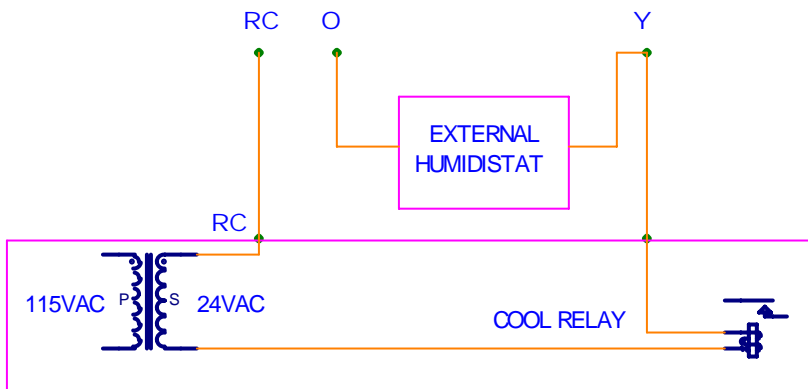 RC O Y
EXTERNAL
HUMIDISTAT
RC
115VAC P S 24VAC
COOL RELAY